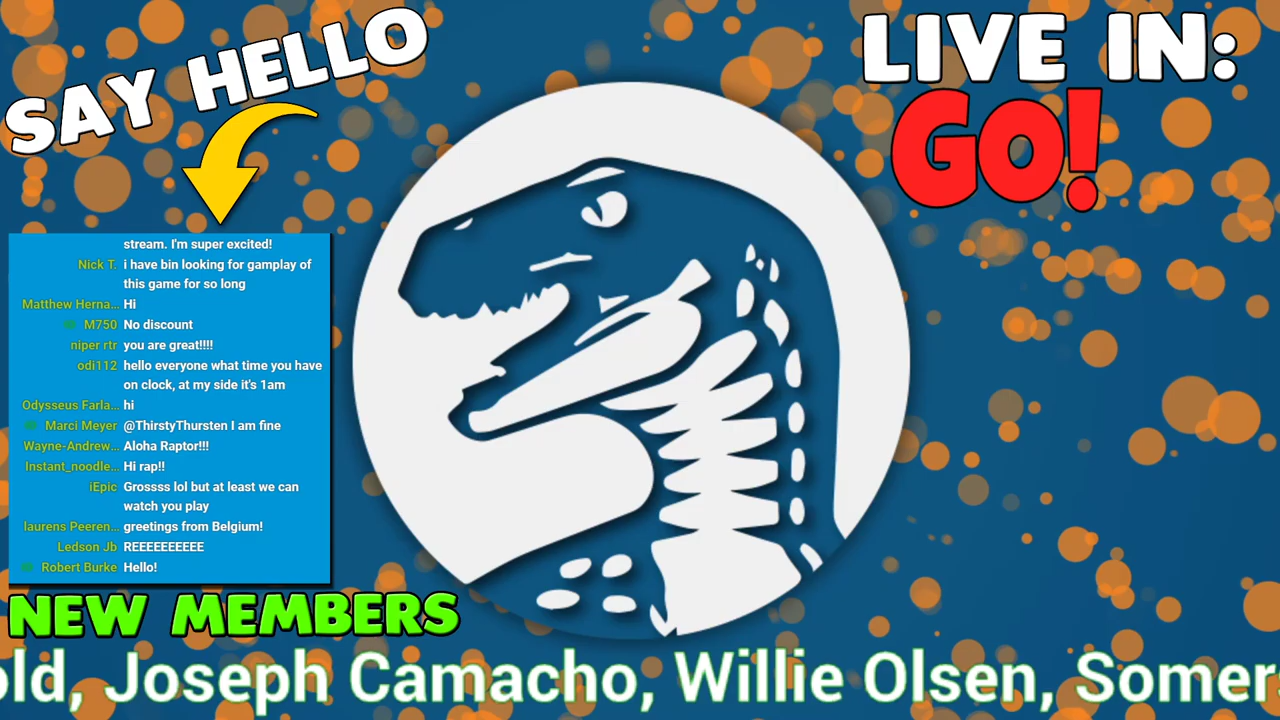 SAY HELLO
LIVE IN:
GO!
stream. I'm super excited!
Nick T. i have bin looking for gamplay of
this game for so long
Matthew Herna... Hi
M750 No discount
niper rtr you are great!!!!
odi112 hello everyone what time you have
on clock, at my side it's 1am
Odysseus Farla... hi
Marci Meyer @ThirstyThursten I am fine
Wayne-Andrew... Aloha Raptor!!!
Instant_noodle... Hi rap!!
iEpic Grossss lol but at least we can
watch you play
laurens Peeren... greetings from Belgium!
Ledson Jb REEEEEEEEEE
Robert Burke Hello!
NEW MEMBERS
old, Joseph Camacho, Willie Olsen, Somer